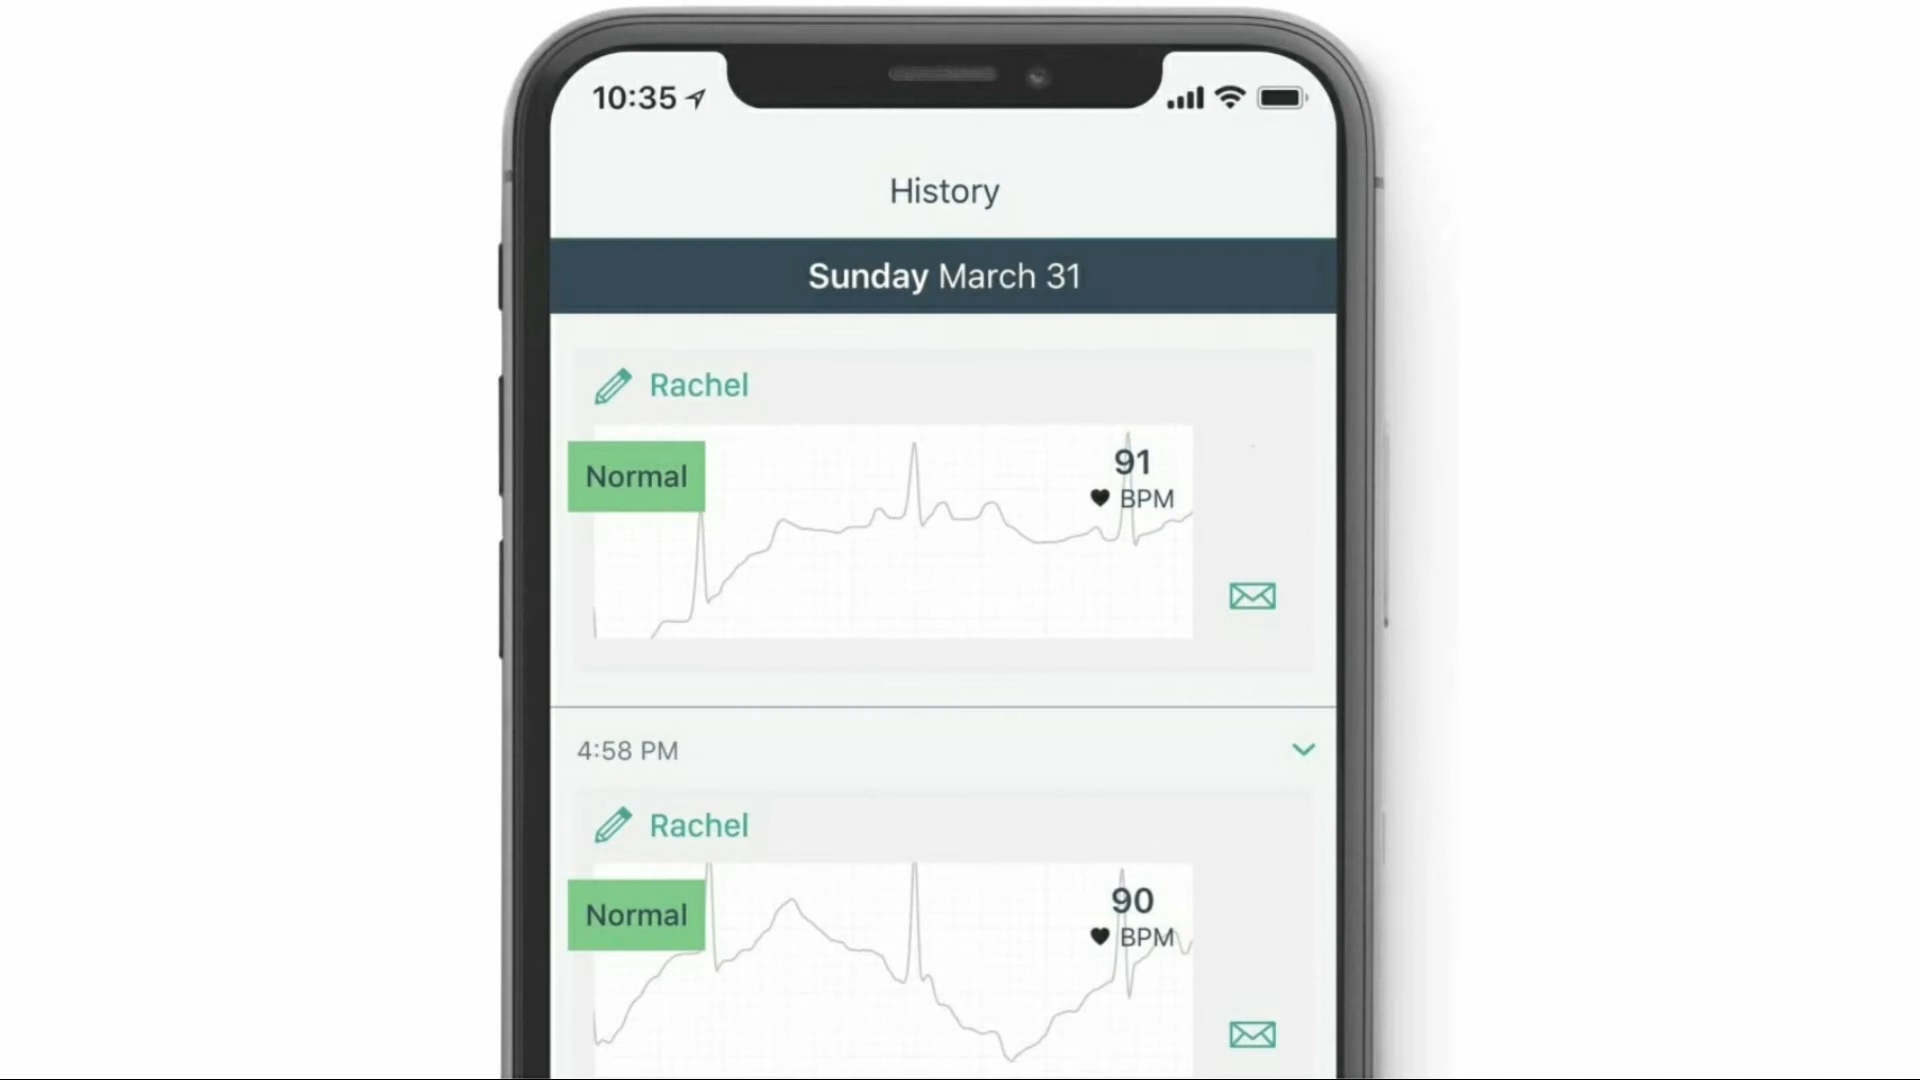 10:35
History
Sunday March 31
Rachel
Normal
91
BPM
4:58 PM
Rachel
Normal
90
BPM